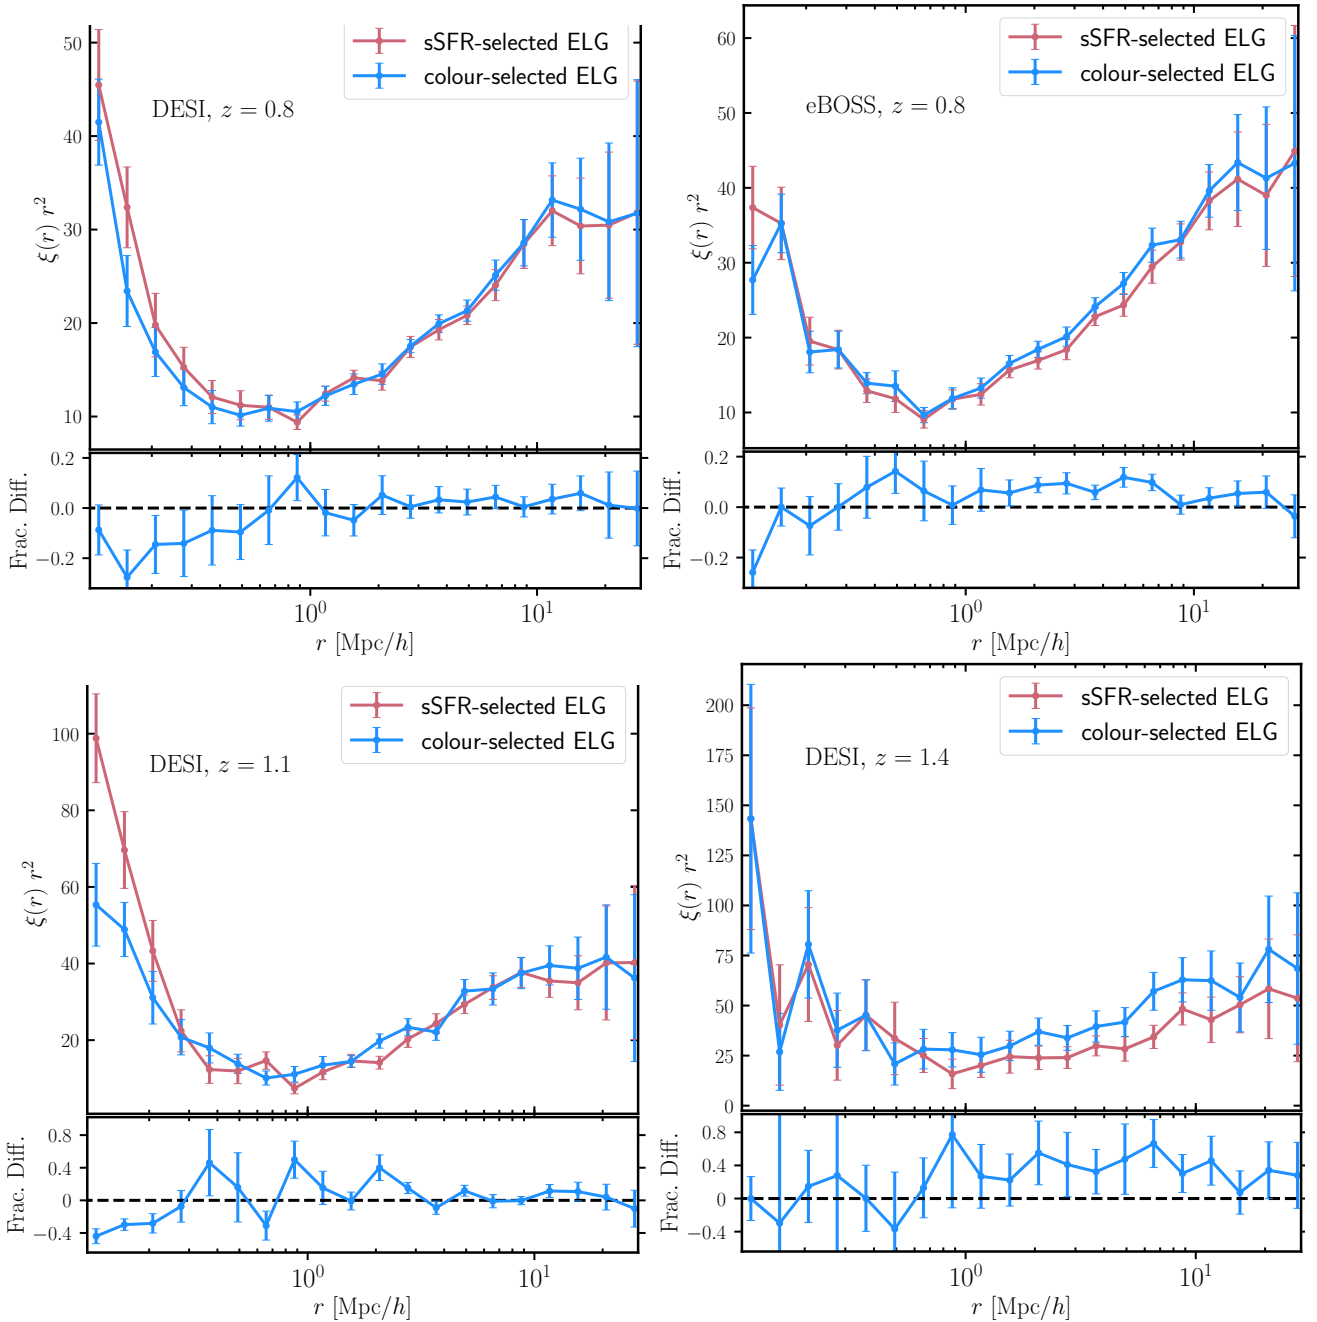 sSFR-selected ELG
colour-selected ELG
DESI, z = 0.8
ξ(r) r²
50
40
30
20
10
Frac. Diff.
0.2
0.0
−0.2
10⁰
10¹
r [Mpc/h]
sSFR-selected ELG
colour-selected ELG
eBOSS, z = 0.8
ξ(r) r²
60
50
40
30
20
10
Frac. Diff.
0.2
0.0
−0.2
10⁰
10¹
r [Mpc/h]
sSFR-selected ELG
colour-selected ELG
DESI, z = 1.1
ξ(r) r²
100
80
60
40
20
Frac. Diff.
0.8
0.4
0
−0.4
10⁰
10¹
r [Mpc/h]
sSFR-selected ELG
colour-selected ELG
DESI, z = 1.4
ξ(r) r²
200
175
150
125
100
75
50
25
0
Frac. Diff.
0.8
0.4
0
−0.4
10⁰
10¹
r [Mpc/h]